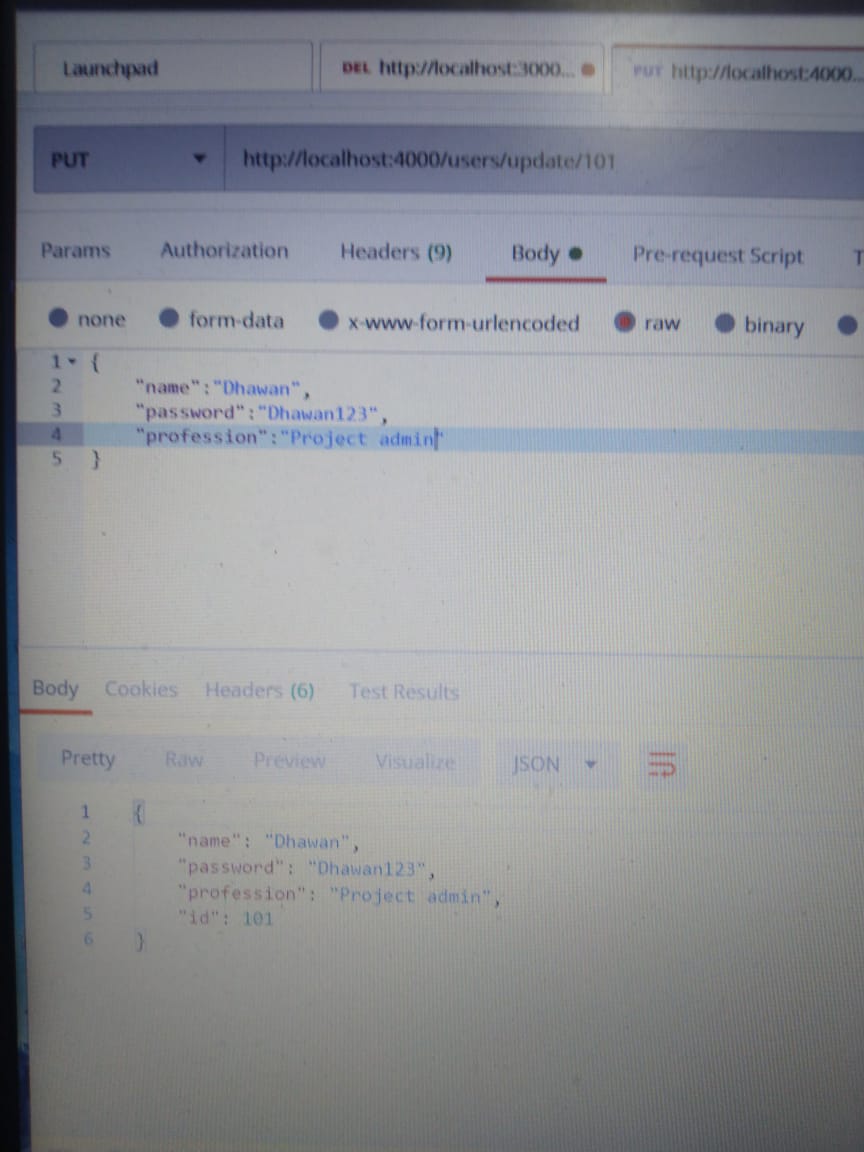 Launchpad
DEL http://localhost:3000...
PUT http://localhost:4000...
PUT
http://localhost:4000/users/update/101
Params Authorization Headers (9) Body Pre-request Script T
none form-data x-www-form-urlencoded raw binary
1 {
2 "name":"Dhawan",
3 "password":"Dhawan123",
4 "profession":"Project admin"
5 }
Body Cookies Headers (6) Test Results
Pretty Raw Preview Visualize JSON
1 {
2 "name": "Dhawan",
3 "password": "Dhawan123",
4 "profession": "Project admin",
5 "id": 101
6 }